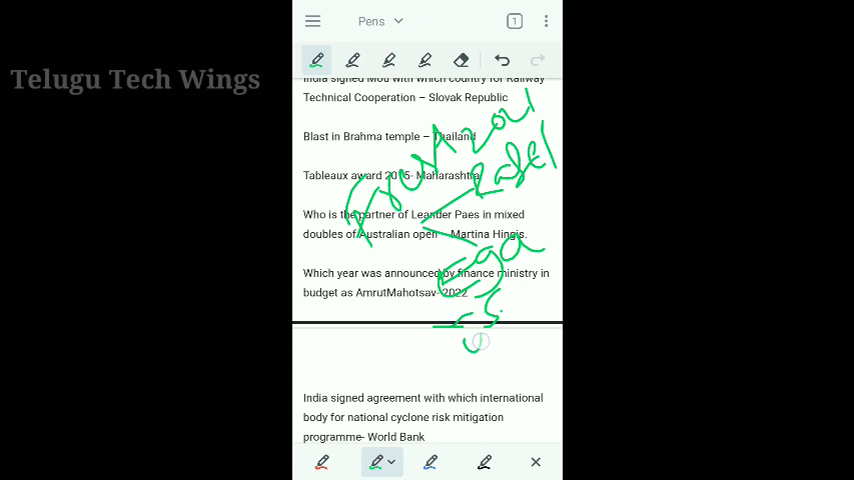 Pens
1
Telugu Tech Wings
India signed Mou with which country for Railway
Technical Cooperation – Slovak Republic
Blast in Brahma temple – Thailand
Tableaux award 2015- Maharashtra
Who is the partner of Leander Paes in mixed
doubles of Australian open – Martina Hingis.
Which year was announced by finance ministry in
budget as AmrutMahotsav- 2022
India signed agreement with which international
body for national cyclone risk mitigation
programme- World Bank
2021
Rafel